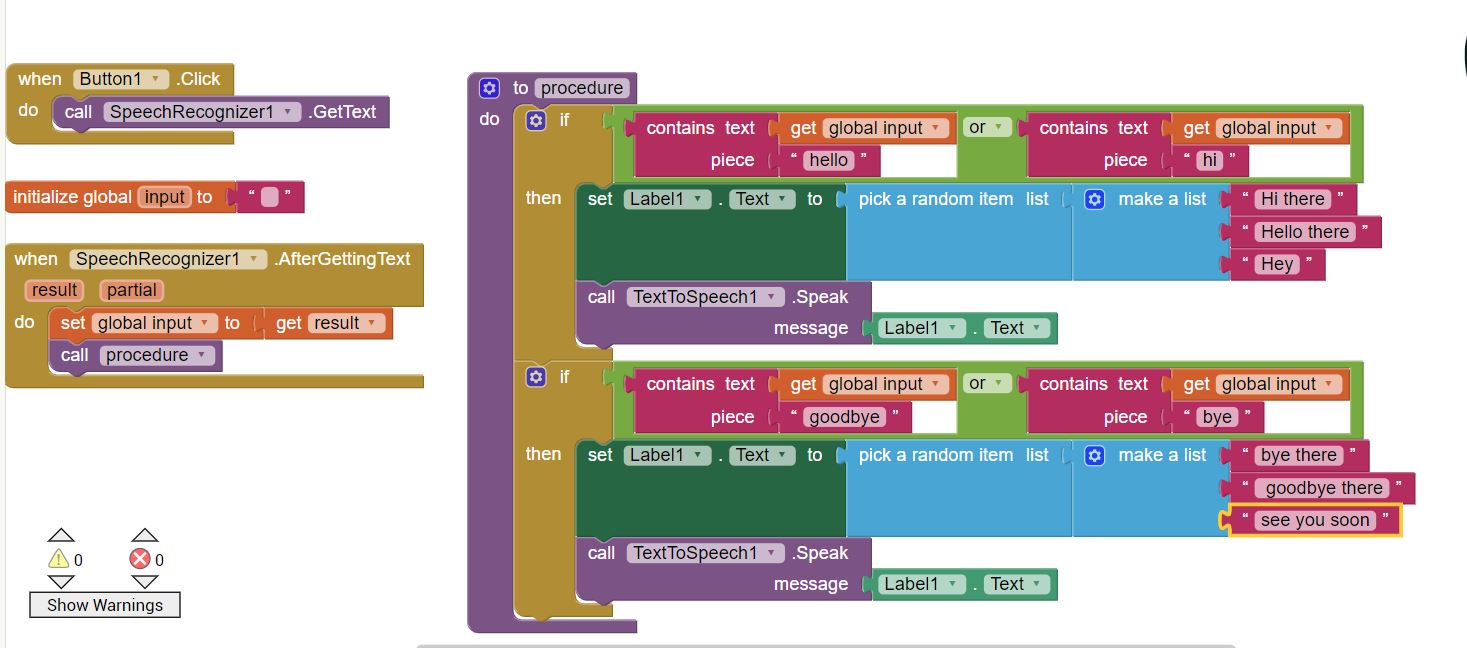 when Button1 .Click
do call SpeechRecognizer1 .GetText
initialize global input to “ ”
when SpeechRecognizer1 .AfterGettingText
result partial
do set global input to get result
call procedure
0 0
Show Warnings
to procedure
do if contains text get global input or contains text get global input
piece “ hello ” piece “ hi ”
then set Label1 . Text to pick a random item list make a list “ Hi there ”
“ Hello there ”
“ Hey ”
call TextToSpeech1 .Speak
message Label1 . Text
if contains text get global input or contains text get global input
piece “ goodbye ” piece “ bye ”
then set Label1 . Text to pick a random item list make a list “ bye there ”
“ goodbye there ”
“ see you soon ”
call TextToSpeech1 .Speak
message Label1 . Text